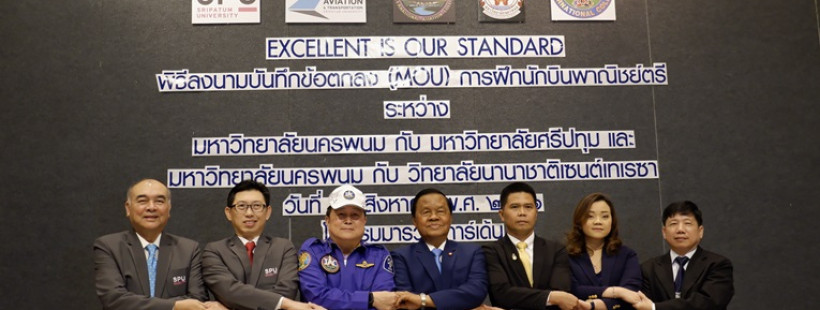 SRIPATUM
UNIVERSITY
AVIATION
& TRANSPORTATION
EXCELLENT IS OUR STANDARD
พิธีลงนามบันทึกข้อตกลง (MOU) การฝึกนักบินพาณิชย์ตรี
ระหว่าง
มหาวิทยาลัยนครพนม กับ มหาวิทยาลัยศรีปทุม และ
มหาวิทยาลัยนครพนม กับ วิทยาลัยนานาชาติเซนต์เทเรซา
วันที่
SPU
SPU